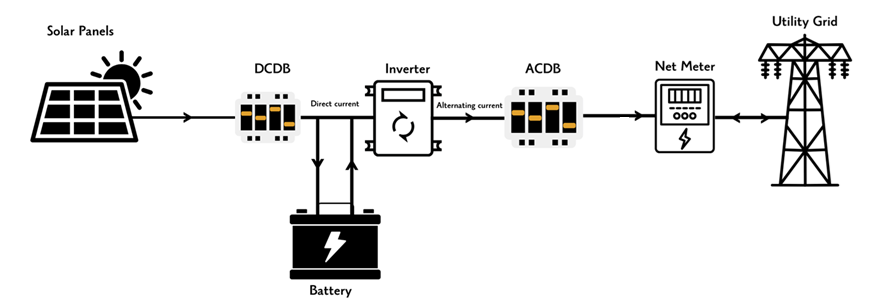 Solar Panels
DCDB
Direct current
Inverter
Alternating current
ACDB
Net Meter
Utility Grid
Battery